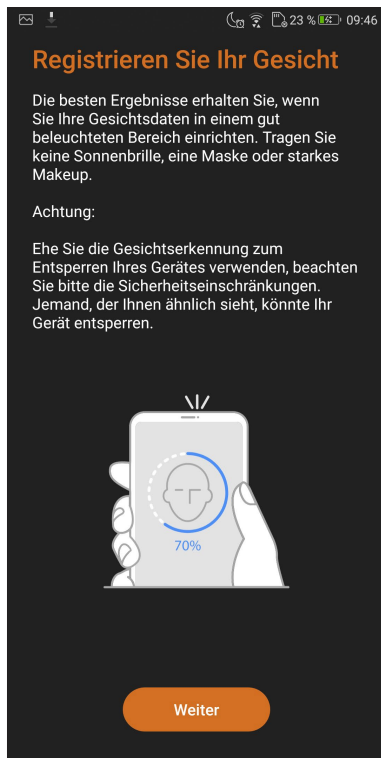 23 % 09:46
Registrieren Sie Ihr Gesicht
Die besten Ergebnisse erhalten Sie, wenn
Sie Ihre Gesichtsdaten in einem gut
beleuchteten Bereich einrichten. Tragen Sie
keine Sonnenbrille, eine Maske oder starkes
Makeup.
Achtung:
Ehe Sie die Gesichtserkennung zum
Entsperren Ihres Gerätes verwenden, beachten
Sie bitte die Sicherheitseinschränkungen.
Jemand, der Ihnen ähnlich sieht, könnte Ihr
Gerät entsperren.
70%
Weiter